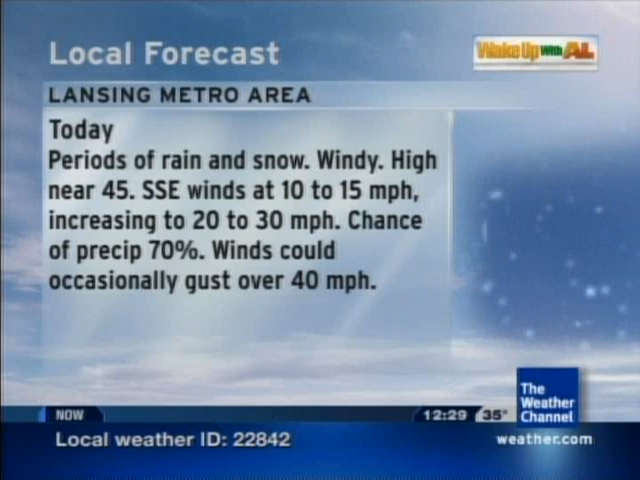 Local Forecast
Wake Up With AL
LANSING METRO AREA
Today
Periods of rain and snow. Windy. High
near 45. SSE winds at 10 to 15 mph,
increasing to 20 to 30 mph. Chance
of precip 70%. Winds could
occasionally gust over 40 mph.
The
Weather
Channel
NOW
12:29 35°
Local weather ID: 22842
weather.com